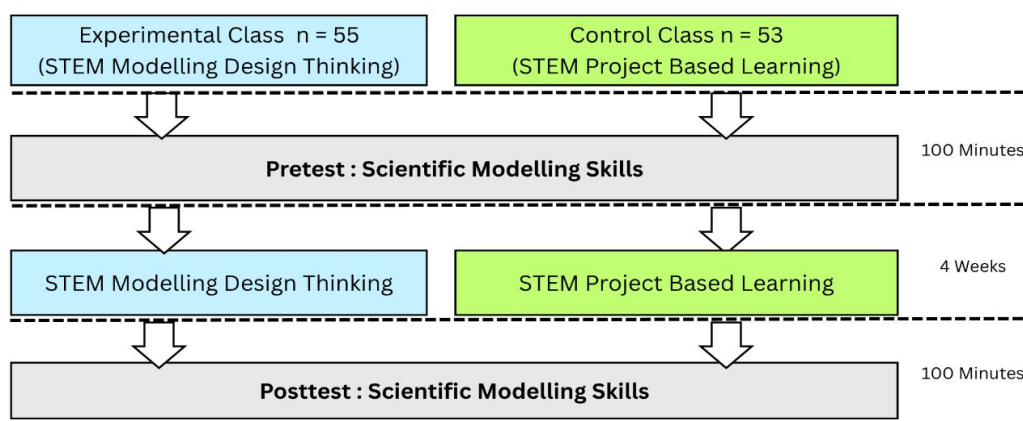 Experimental Class n = 55
(STEM Modelling Design Thinking)
Control Class n = 53
(STEM Project Based Learning)
Pretest : Scientific Modelling Skills
100 Minutes
STEM Modelling Design Thinking
STEM Project Based Learning
4 Weeks
Posttest : Scientific Modelling Skills
100 Minutes